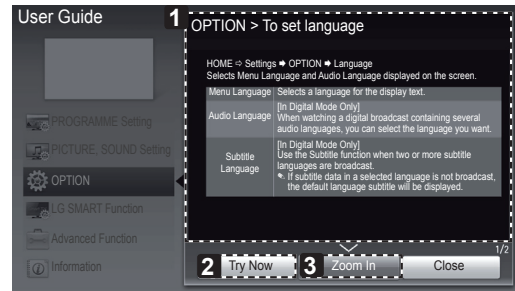 User Guide
1
OPTION > To set language
HOME ⇨ Settings ➡ OPTION ➡ Language
Selects Menu Language and Audio Language displayed on the screen.
Menu Language Selects a language for the display text.
Audio Language [In Digital Mode Only]
When watching a digital broadcast containing several
audio languages, you can select the language you want.
Subtitle
Language
[In Digital Mode Only]
Use the Subtitle function when two or more subtitle
languages are broadcast.
If subtitle data in a selected language is not broadcast,
the default language subtitle will be displayed.
PROGRAMME Setting
PICTURE, SOUND Setting
OPTION
LG SMART Function
Advanced Function
Information
1/2
2 Try Now
3 Zoom In
Close